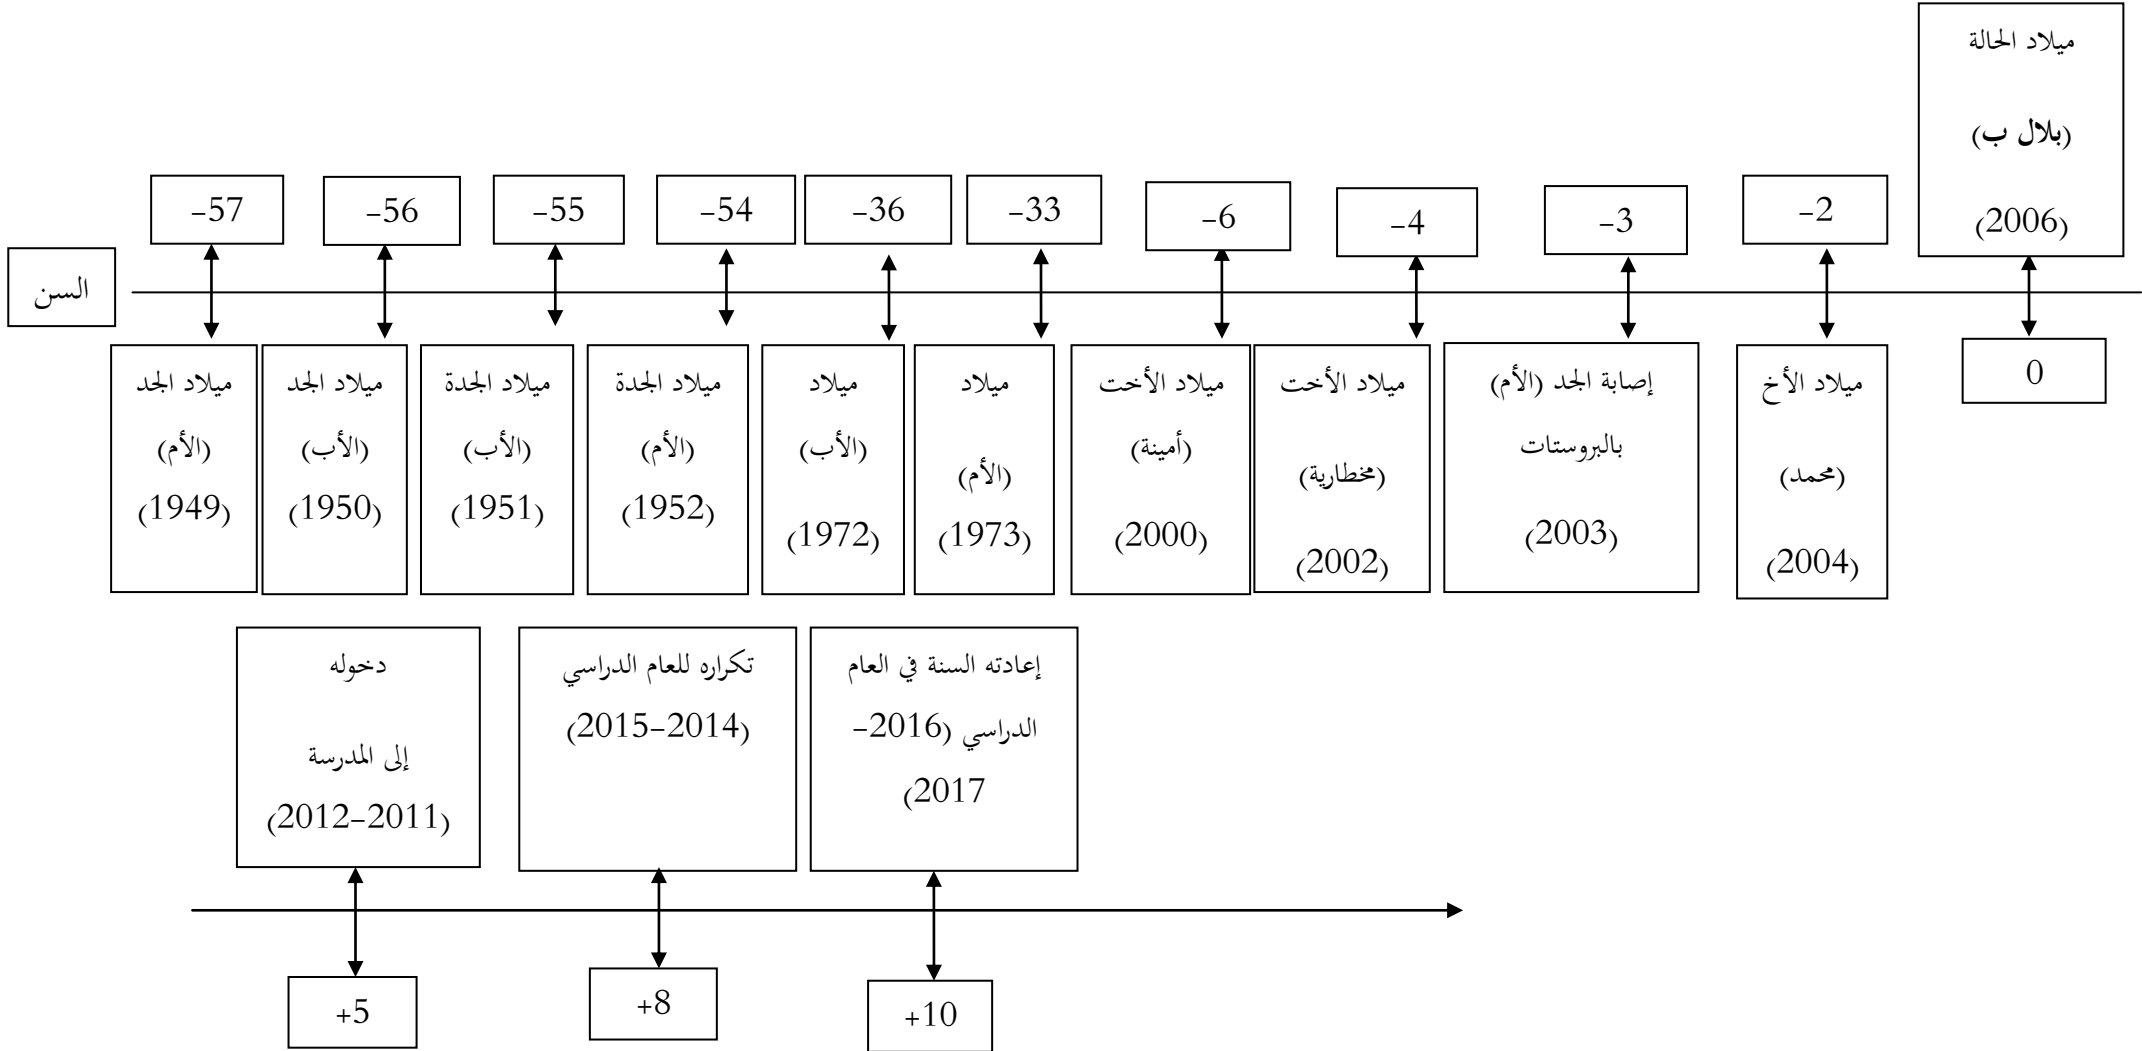 ميلاد الحالة
(بلال ب)
(2006)
-57
-56
-55
-54
-36
-33
-6
-4
-3
-2
السن
ميلاد الجد
(الأم)
(1949)
ميلاد الجد
(الأب)
(1950)
ميلاد الجدة
(الأب)
(1951)
ميلاد الجدة
(الأم)
(1952)
ميلاد
(الأب)
(1972)
ميلاد
(الأم)
(1973)
ميلاد الأخت
(أمينة)
(2000)
ميلاد الأخت
(مخطارية)
(2002)
إصابة الجد (الأم)
بالبروستات
(2003)
ميلاد الأخ
(محمد)
(2004)
0
دخوله
إلى المدرسة
(2011-2012)
تكراره للعام الدراسي
(2014-2015)
إعادته السنة في العام
الدراسي (2016-
2017)
+5
+8
+10